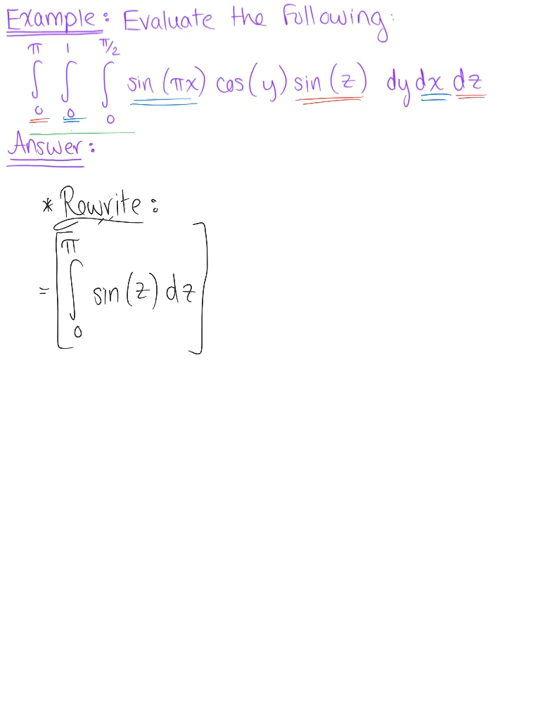 Example: Evaluate the Following:
∫₀^π ∫₀^1 ∫₀^{π/2} sin(πx) cos(y) sin(z) dy dx dz
Answer:
* Rewrite:
= [∫₀^π sin(z) dz]